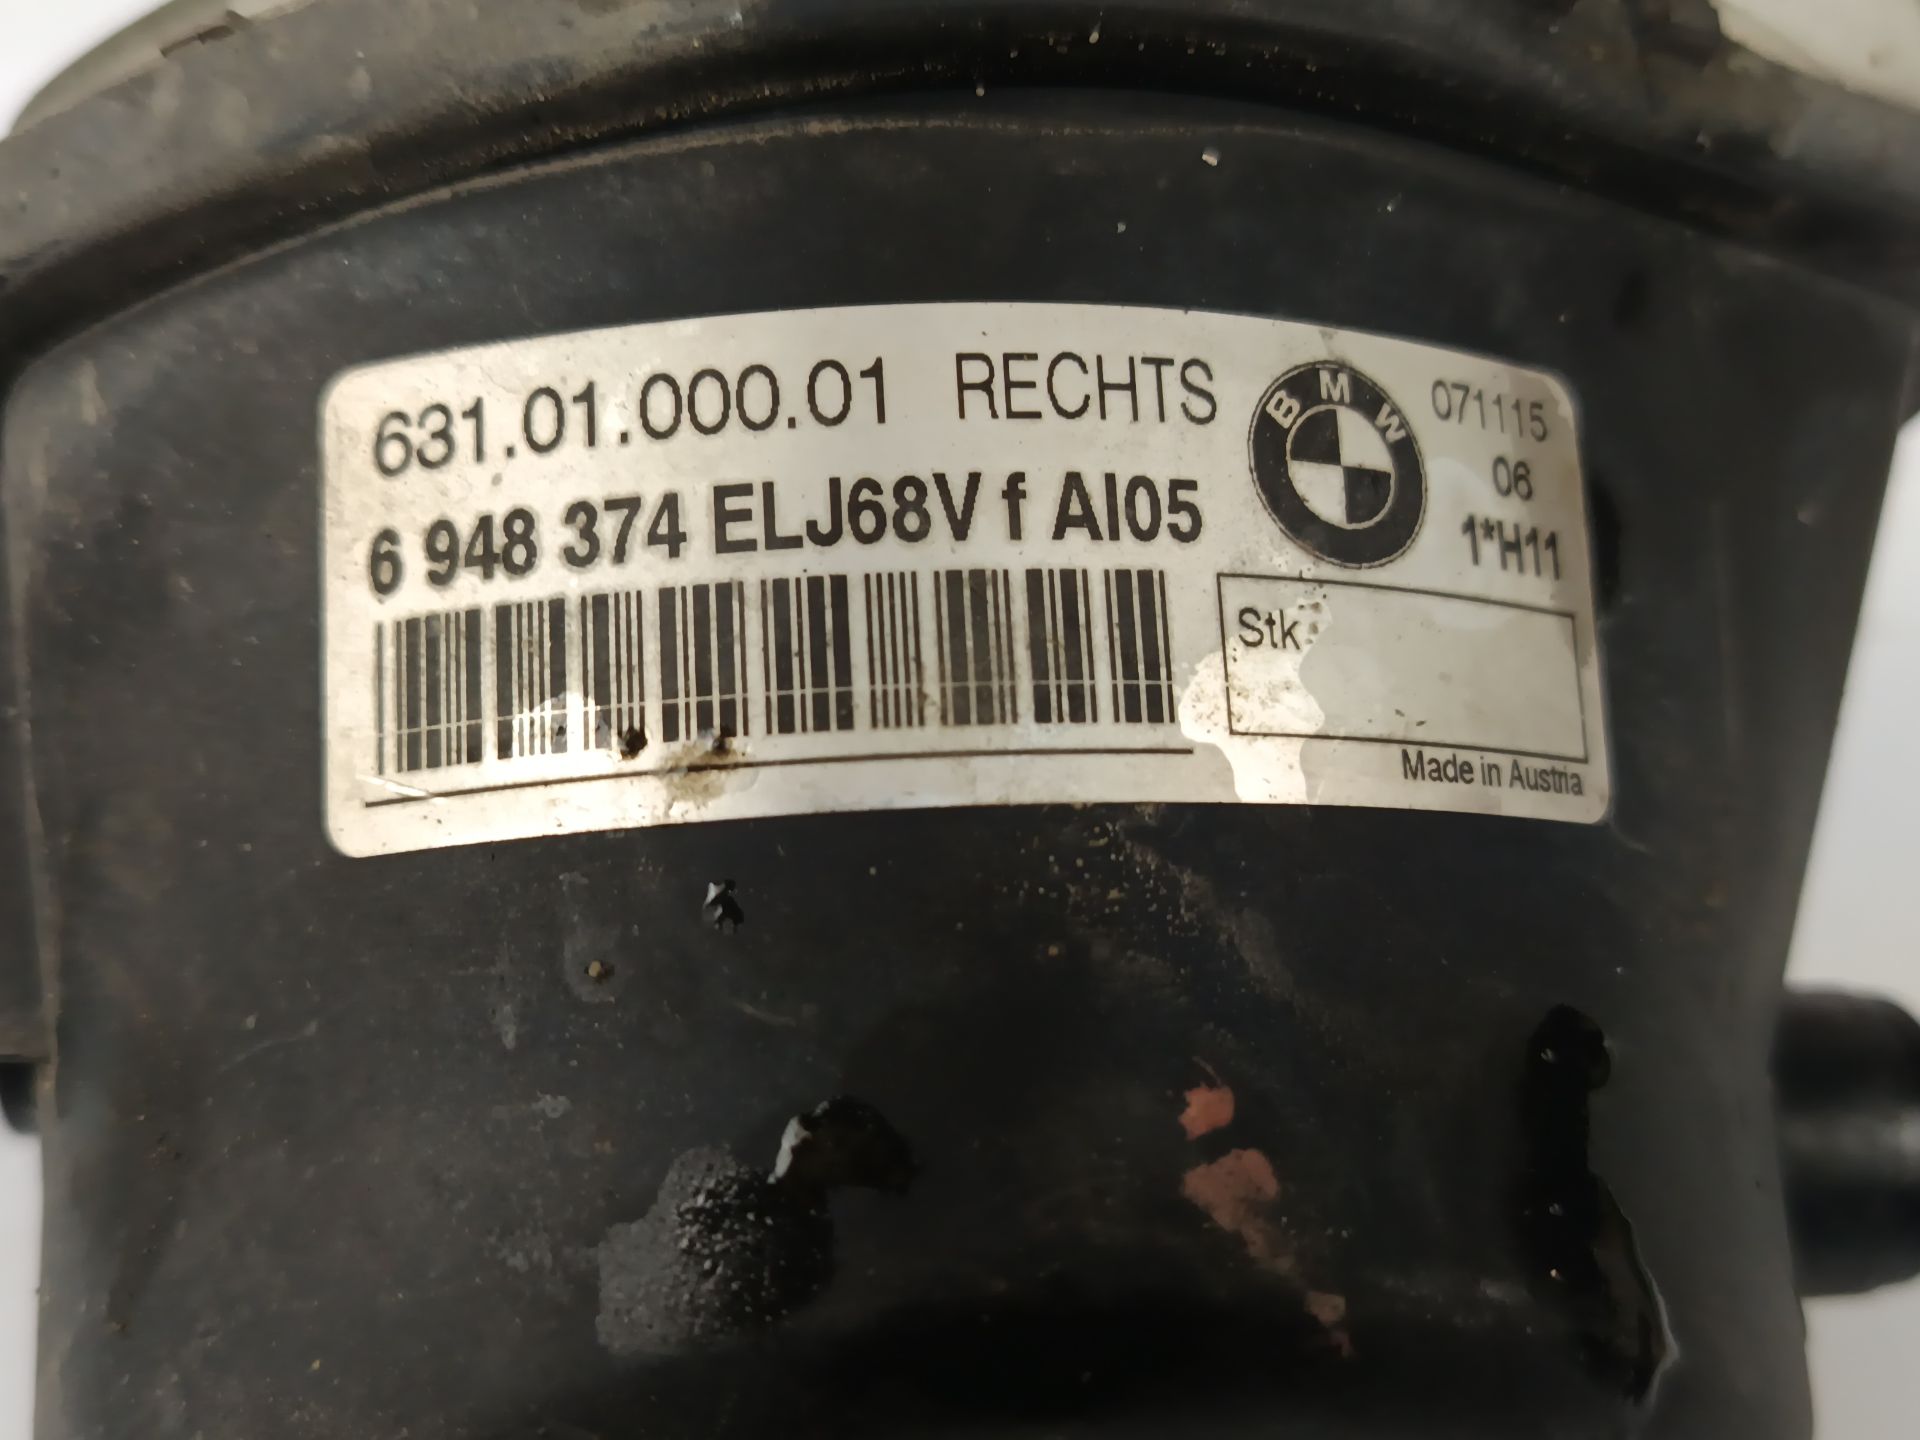 631.01.000.01 RECHTS
6 948 374 ELJ68V f AI05
BMW
071115
06
1*H11
Stk
Made in Austria